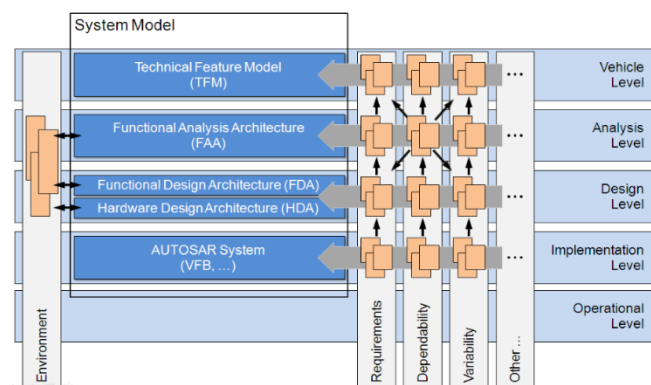 System Model
Technical Feature Model
(TFM)
...
Vehicle
Level
Functional Analysis Architecture
(FAA)
...
Analysis
Level
Functional Design Architecture (FDA)
Hardware Design Architecture (HDA)
...
Design
Level
AUTOSAR System
(VFB, ...)
...
Implementation
Level
Operational
Level
Environment
Requirements
Dependability
Variability
Other ...